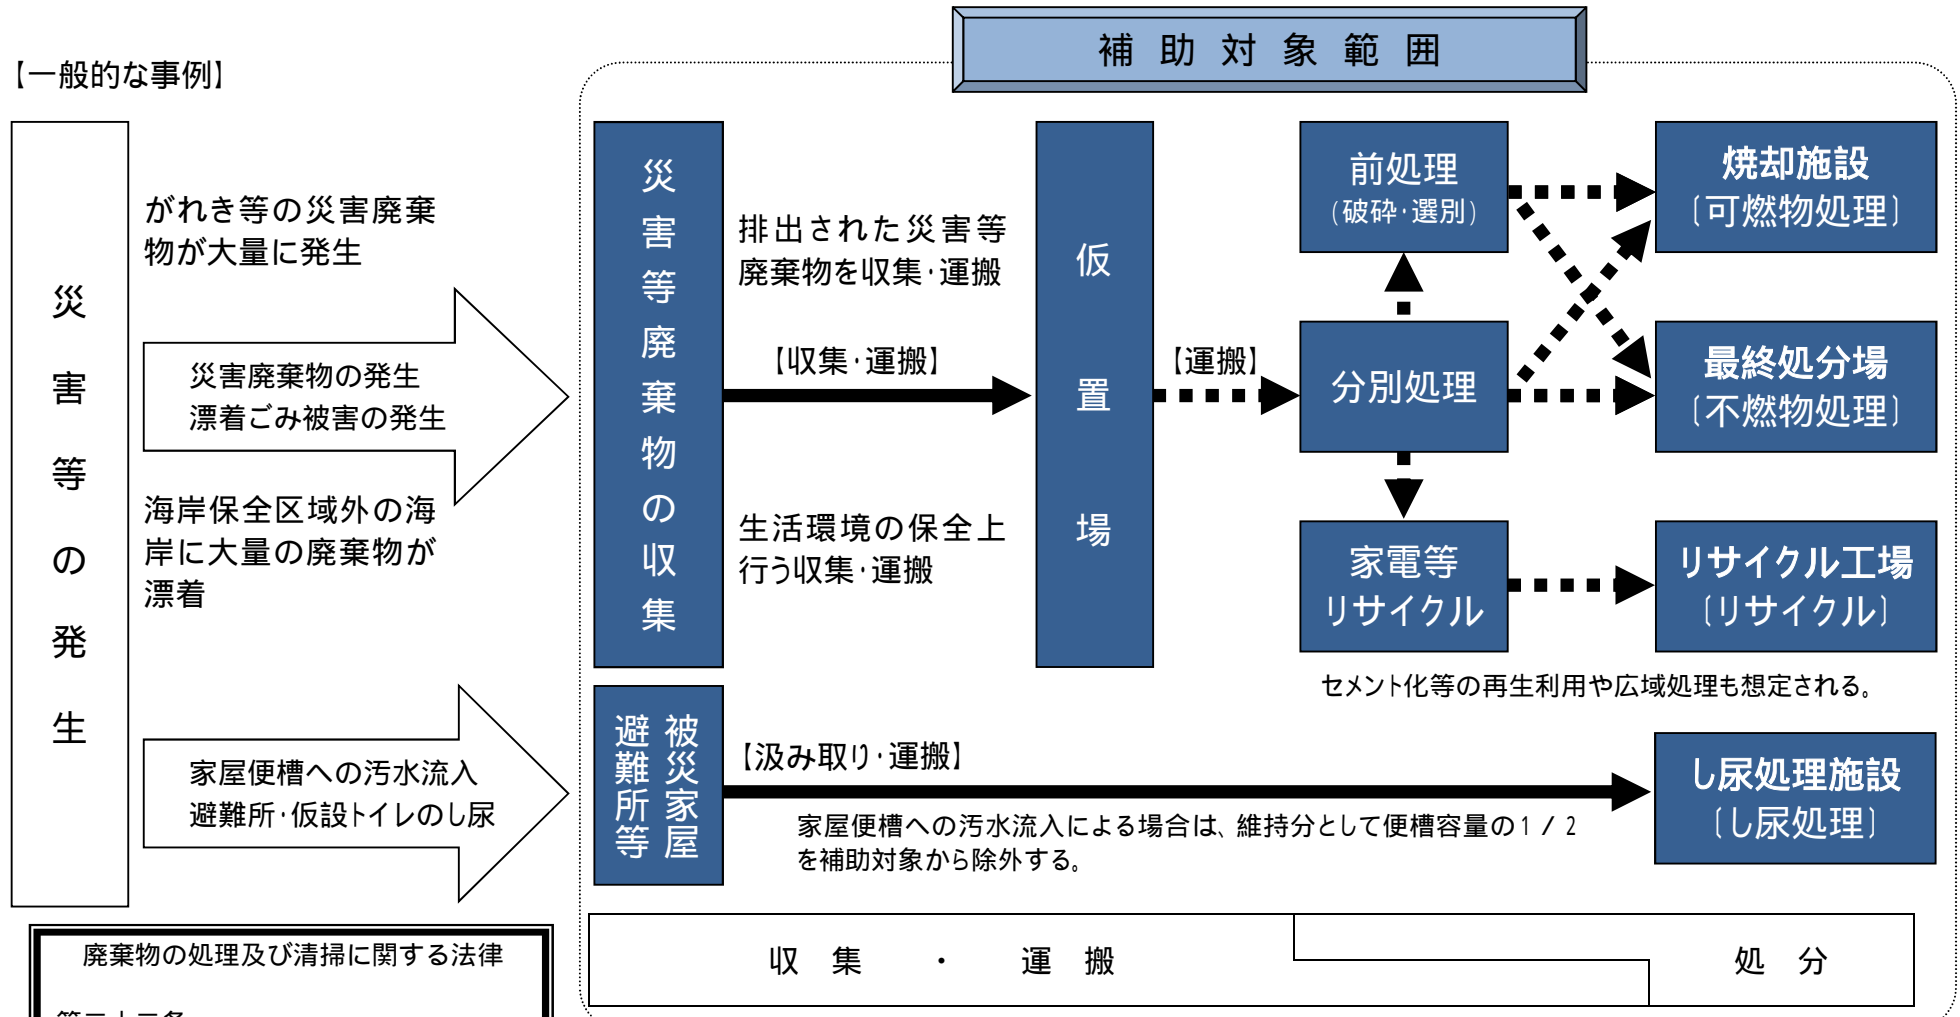 補助対象範囲
【一般的な事例】
災害等の発生
がれき等の災害廃棄
物が大量に発生
災害廃棄物の発生
漂着ごみ被害の発生
海岸保全区域外の海
岸に大量の廃棄物が
漂着
家屋便槽への汚水流入
避難所・仮設トイレのし尿
災害等廃棄物の収集
排出された災害等
廃棄物を収集・運搬
【収集・運搬】
生活環境の保全上
行う収集・運搬
仮置場
【運搬】
前処理
(破砕・選別)
分別処理
家電等
リサイクル
焼却施設
〔可燃物処理〕
最終処分場
〔不燃物処理〕
リサイクル工場
〔リサイクル〕
セメント化等の再生利用や広域処理も想定される。
被災家屋
避難所等
【汲み取り・運搬】
家屋便槽への汚水流入による場合は、維持分として便槽容量の1/2
を補助対象から除外する。
し尿処理施設
〔し尿処理〕
収集・運搬
処分
廃棄物の処理及び清掃に関する法律